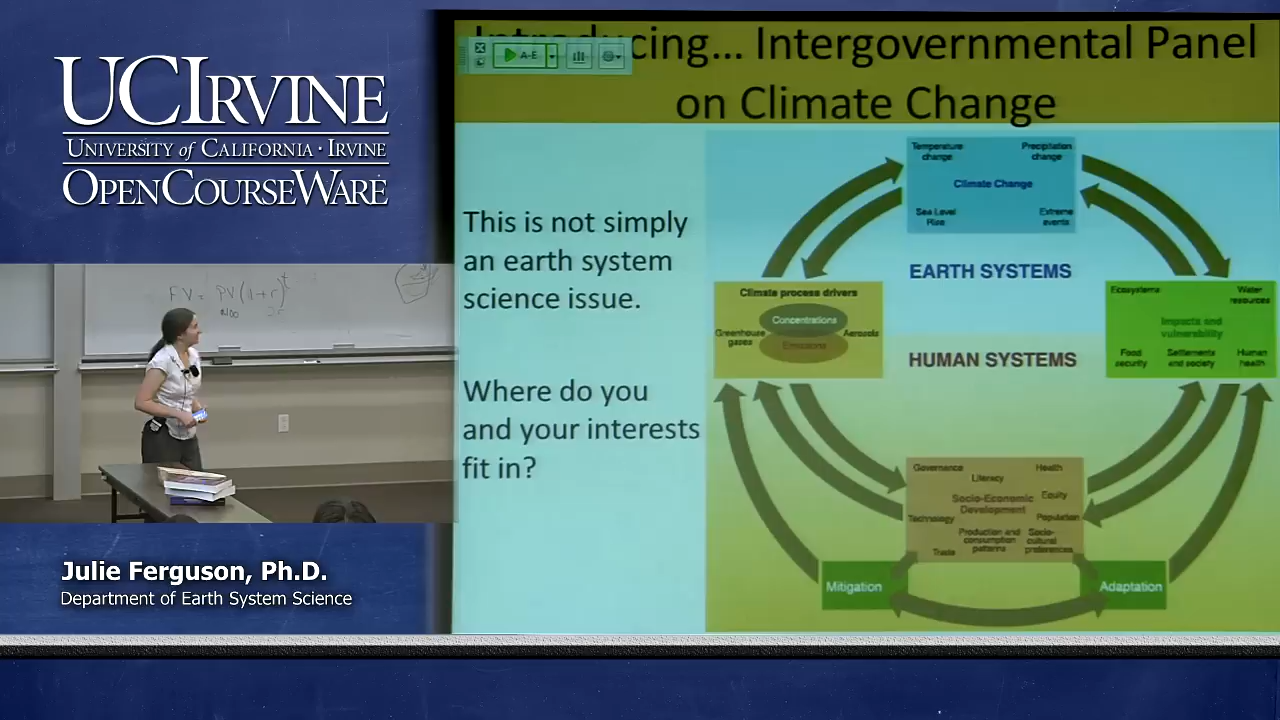 UCIRVINE
UNIVERSITY of CALIFORNIA · IRVINE
OPENCOURSEWARE
FV = PV(1+r)^t
Julie Ferguson, Ph.D.
Department of Earth System Science
A-E
Introducing... Intergovernmental Panel
on Climate Change
This is not simply
an earth system
science issue.
Where do you
and your interests
fit in?
Temperature
change
Precipitation
change
Climate Change
Sea Level
Rise
Extreme
events
EARTH SYSTEMS
Climate process drivers
Concentrations
Greenhouse
gases
Aerosols
Emissions
Ecosystems
Water
resources
Impacts and
vulnerability
Food
security
Settlements
and society
Human
health
HUMAN SYSTEMS
Governance
Health
Literacy
Socio-Economic
Development
Equity
Technology
Population
Production and
consumption
patterns
Socio-
cultural
preferences
Trade
Mitigation
Adaptation